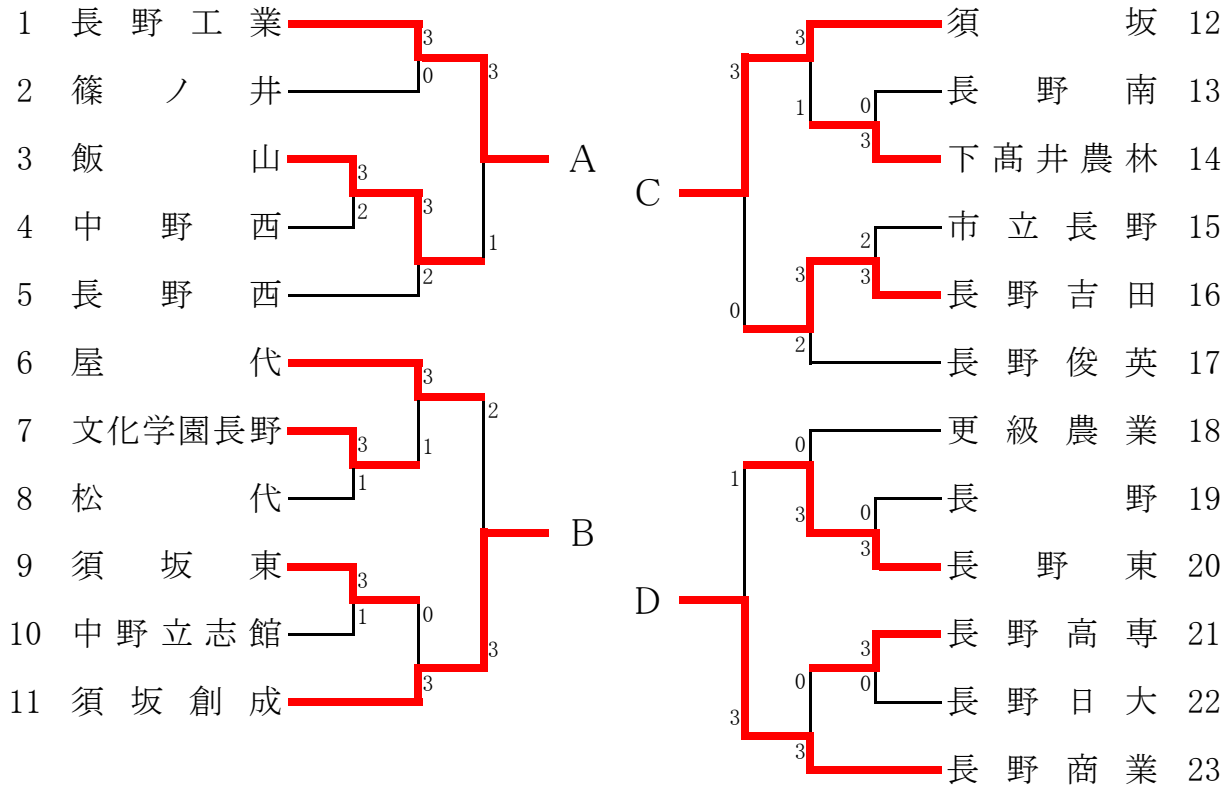 1 長野工業
2 篠ノ井
3 飯山
4 中野西
5 長野西
6 屋代
7 文化学園長野
8 松代
9 須坂東
10 中野立志館
11 須坂創成
3
0
3
3
2
3
2
1
A
3
2
3
1
1
3
1
0
3
3
B
須坂 12
長野南 13
下髙井農林 14
市立長野 15
長野吉田 16
長野俊英 17
更級農業 18
長野 19
長野東 20
長野高専 21
長野日大 22
長野商業 23
3
3
1
0
3
C
2
3
3
0
2
0
1
3
0
3
D
3
0
0
3
3